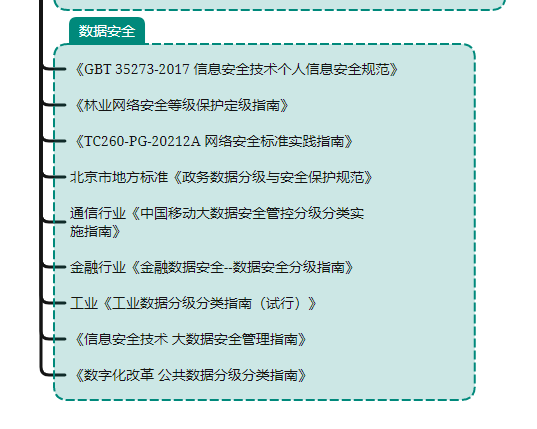 数据安全
《GBT 35273-2017 信息安全技术个人信息安全规范》
《林业网络安全等级保护定级指南》
《TC260-PG-20212A 网络安全标准实践指南》
北京市地方标准《政务数据分级与安全保护规范》
通信行业《中国移动大数据安全管控分级分类实
施指南》
金融行业《金融数据安全--数据安全分级指南》
工业《工业数据分级分类指南（试行）》
《信息安全技术 大数据安全管理指南》
《数字化改革 公共数据分级分类指南》